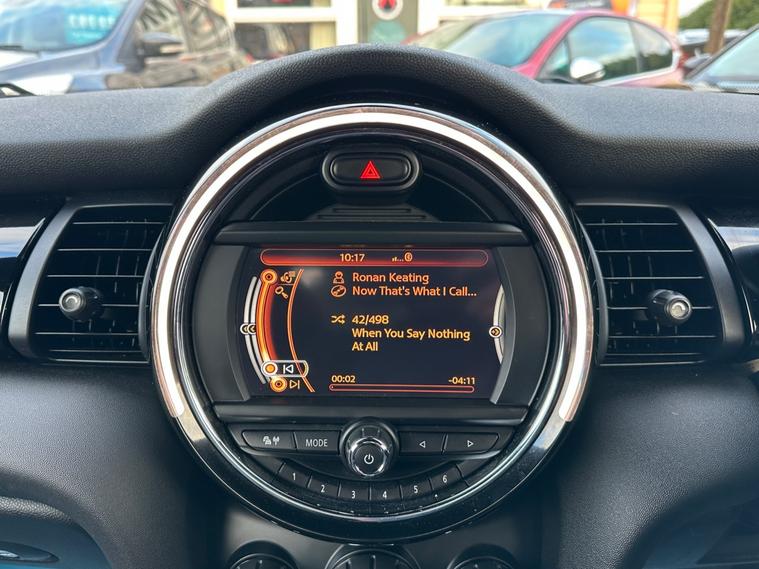 10:17
Ronan Keating
Now That's What I Call...
42/498
When You Say Nothing
At All
00:02 -04:11
MODE
1 2 3 4 5 6